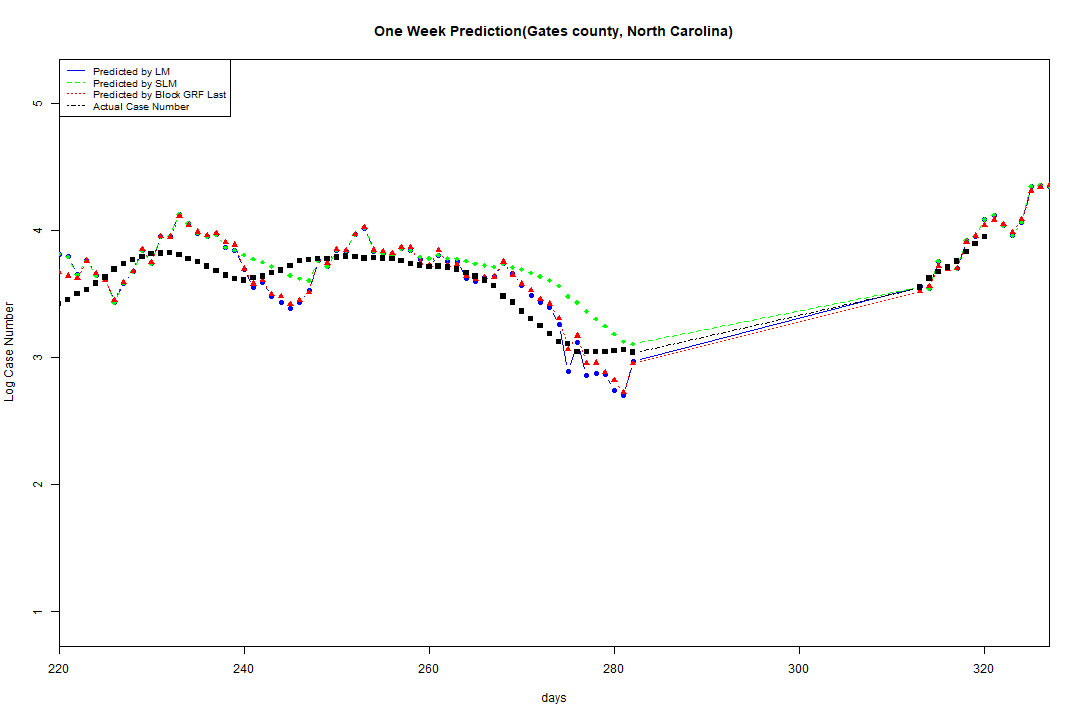 One Week Prediction(Gates county, North Carolina)
Predicted by LM
Predicted by SLM
Predicted by Block GRF Last
Actual Case Number
5
4
3
2
1
Log Case Number
220 240 260 280 300 320
days